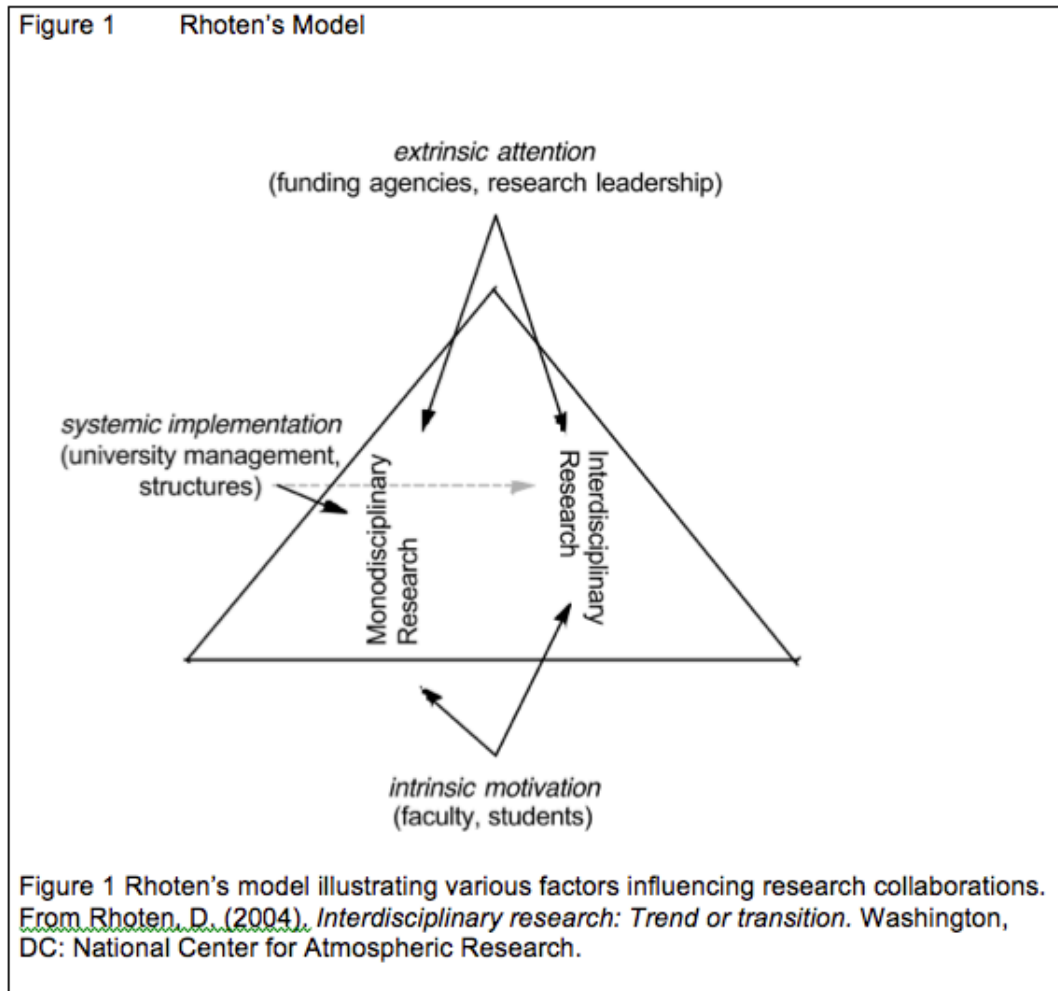 Figure 1 Rhoten's Model
extrinsic attention
(funding agencies, research leadership)
systemic implementation
(university management,
structures)
Monodisciplinary
Research
Interdisciplinary
Research
intrinsic motivation
(faculty, students)
Figure 1 Rhoten's model illustrating various factors influencing research collaborations.
From Rhoten, D. (2004). Interdisciplinary research: Trend or transition. Washington,
DC: National Center for Atmospheric Research.